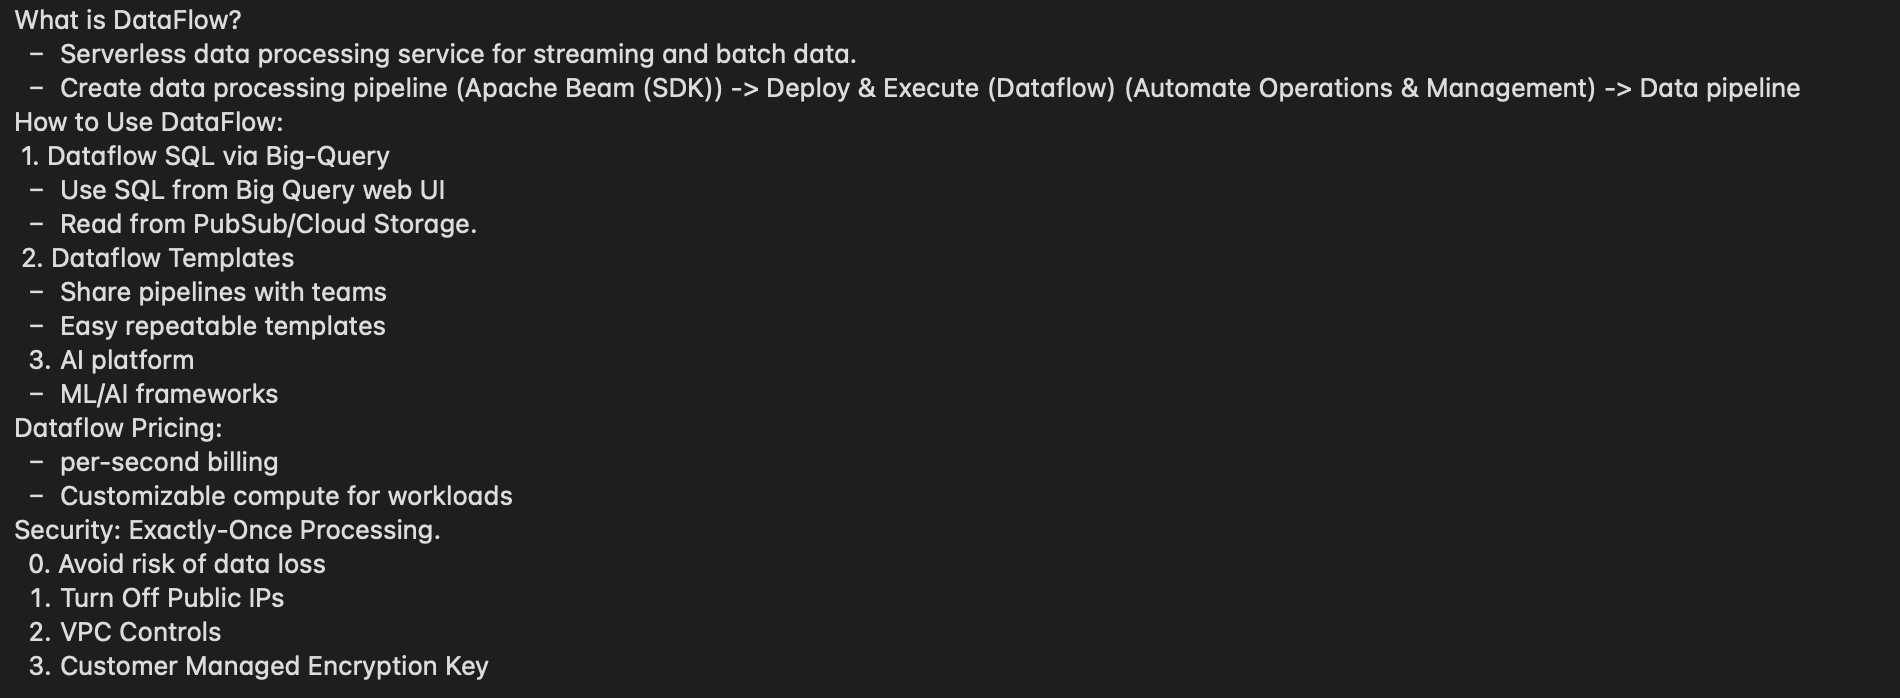 What is DataFlow?
– Serverless data processing service for streaming and batch data.
– Create data processing pipeline (Apache Beam (SDK)) -> Deploy & Execute (Dataflow) (Automate Operations & Management) -> Data pipeline
How to Use DataFlow:
1. Dataflow SQL via Big-Query
– Use SQL from Big Query web UI
– Read from PubSub/Cloud Storage.
2. Dataflow Templates
– Share pipelines with teams
– Easy repeatable templates
3. AI platform
– ML/AI frameworks
Dataflow Pricing:
– per-second billing
– Customizable compute for workloads
Security: Exactly-Once Processing.
0. Avoid risk of data loss
1. Turn Off Public IPs
2. VPC Controls
3. Customer Managed Encryption Key